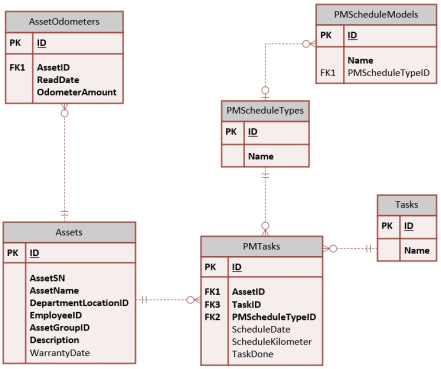 AssetOdometers
PK ID
FK1 AssetID
ReadDate
OdometerAmount
PMScheduleModels
PK ID
Name
FK1 PMScheduleTypeID
PMScheduleTypes
PK ID
Name
Tasks
PK ID
Name
Assets
PK ID
AssetSN
AssetName
DepartmentLocationID
EmployeeID
AssetGroupID
Description
WarrantyDate
PMTasks
PK ID
FK1 AssetID
FK3 TaskID
FK2 PMScheduleTypeID
ScheduleDate
ScheduleKilometer
TaskDone